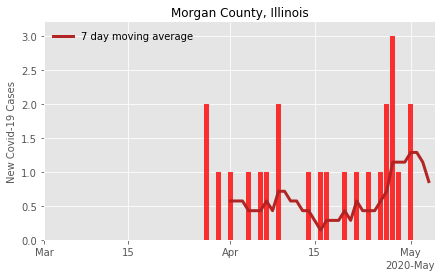 Morgan County, Illinois
7 day moving average
New Covid-19 Cases
3.0
2.5
2.0
1.5
1.0
0.5
0.0
Mar
15
Apr
15
May
2020-May